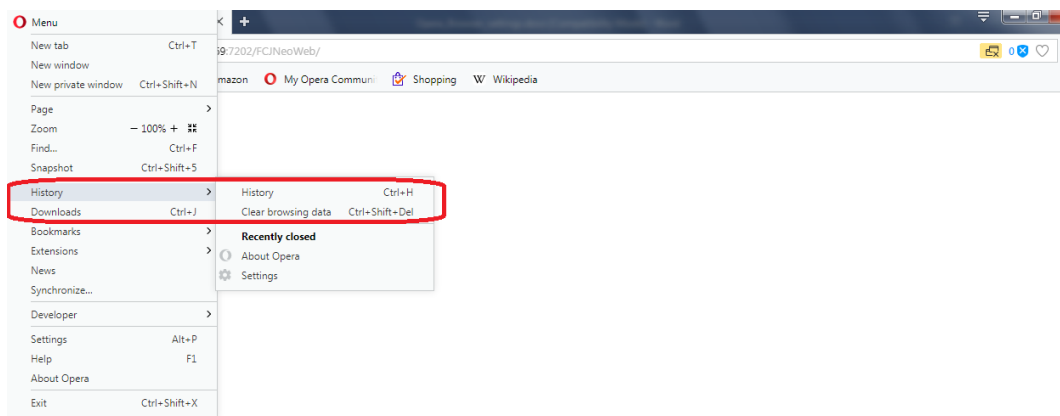 Menu
New tab Ctrl+T
New window
New private window Ctrl+Shift+N
Page
Zoom − 100% +
Find... Ctrl+F
Snapshot Ctrl+Shift+5
History
Downloads Ctrl+J
Bookmarks
Extensions
News
Synchronize...
Developer
Settings Alt+P
Help F1
About Opera
Exit Ctrl+Shift+X
:7202/FCJNeoWeb/
0
My Opera Shopping W Wikipedia
History Ctrl+H
Clear browsing data Ctrl+Shift+Del
Recently closed
About Opera
Settings